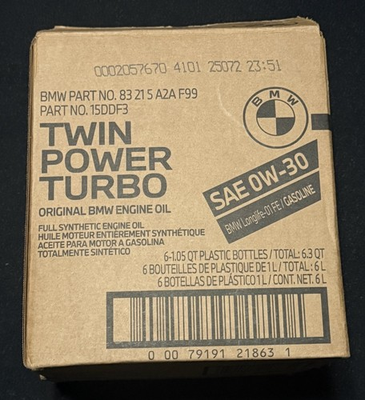 0002057670 4101 25072 23:51
BMW PART NO. 83 21 5 A2A F99
PART NO. 15DDF3
BMW
TWIN
POWER
TURBO
SAE 0W-30
BMW Longlife-01 FE / GASOLINE
ORIGINAL BMW ENGINE OIL
FULL SYNTHETIC ENGINE OIL
HUILE MOTEUR ENTIÈREMENT SYNTHÉTIQUE
ACEITE PARA MOTOR A GASOLINA
TOTALMENTE SINTÉTICO
6-1.05 QT PLASTIC BOTTLES / TOTAL: 6.3 QT
6 BOUTEILLES DE PLASTIQUE DE 1 L / TOTAL: 6 L
6 BOTELLAS DE PLÁSTICO 1 L / CONT. NET. 6 L
0 00 79191 21863 1